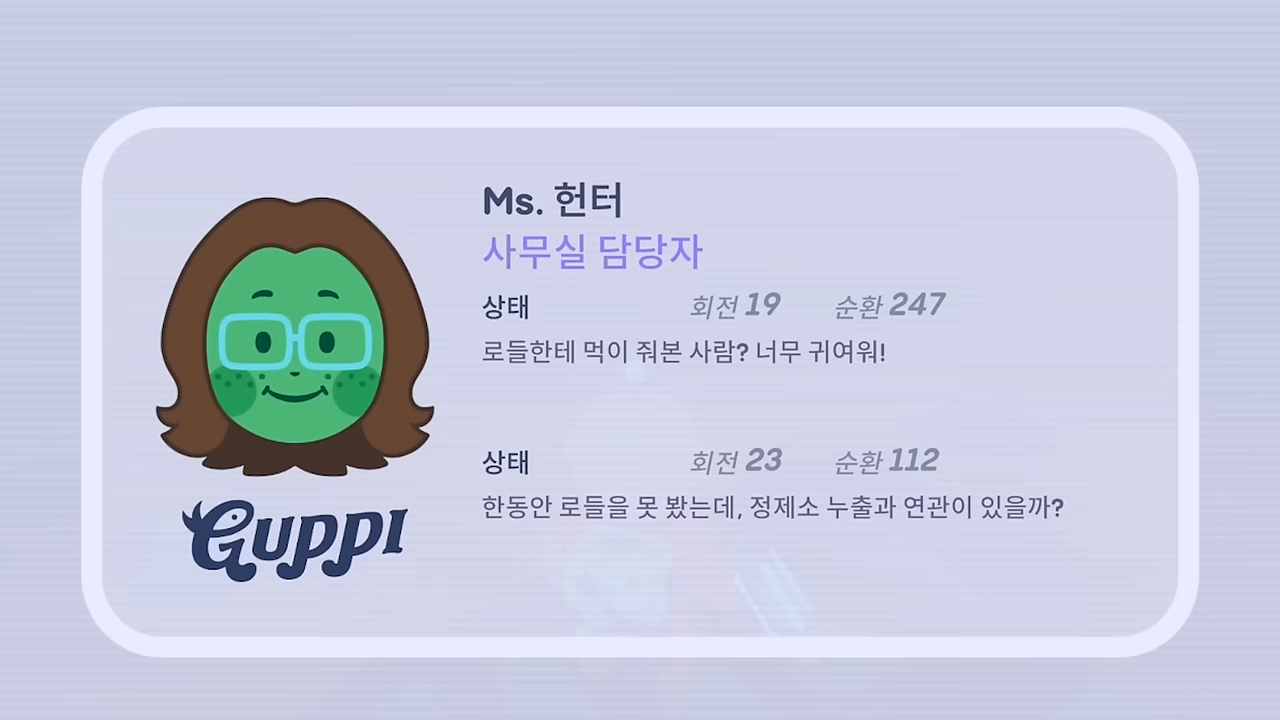 Ms. 헌터
사무실 담당자
상태 회전 19 순환 247
로들한테 먹이 줘본 사람? 너무 귀여워!
상태 회전 23 순환 112
한동안 로들을 못 봤는데, 정제소 누출과 연관이 있을까?
GUPPI